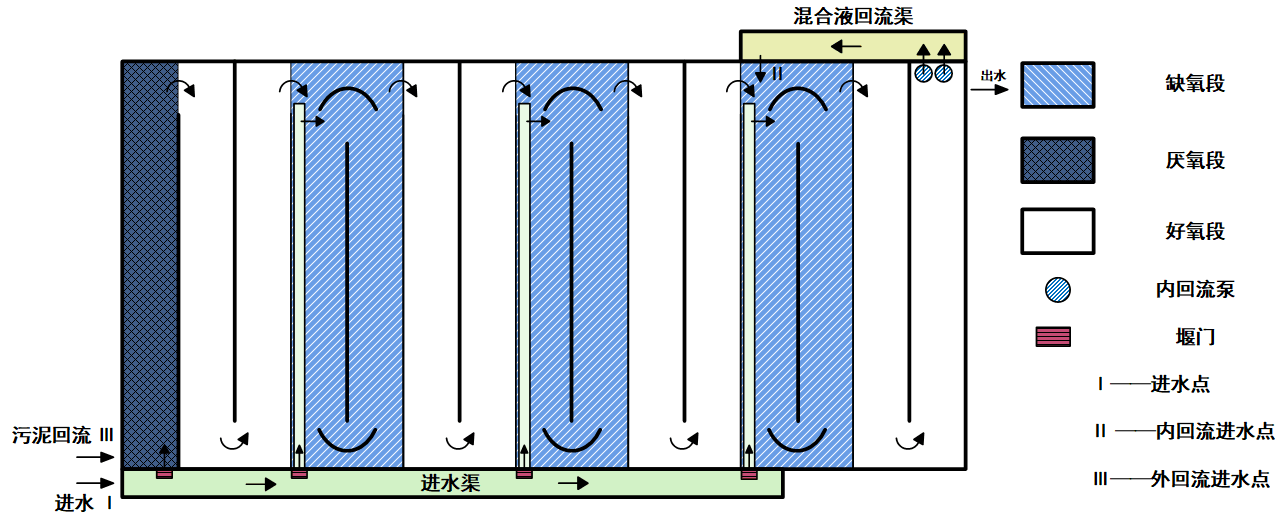 混合液回流渠
II
出水
缺氧段
厌氧段
好氧段
内回流泵
堰门
I ——进水点
II ——内回流进水点
III——外回流进水点
污泥回流 III
进水渠
进水 I